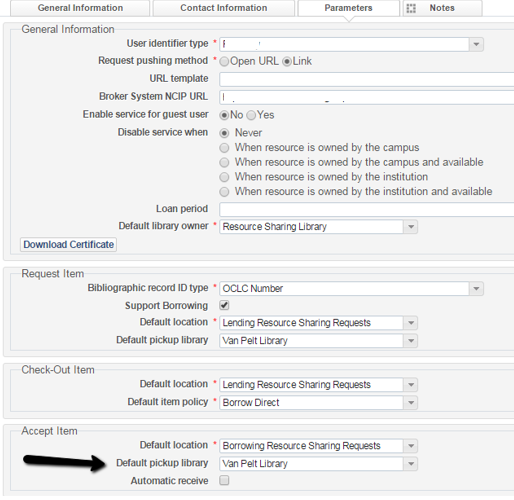 General Information Contact Information Parameters Notes
General Information
User identifier type *
Request pushing method * Open URL Link
URL template
Broker System NCIP URL
Enable service for guest user No Yes
Disable service when Never
When resource is owned by the campus
When resource is owned by the campus and available
When resource is owned by the institution
When resource is owned by the institution and available
Loan period
Default library owner * Resource Sharing Library
Download Certificate
Request Item
Bibliographic record ID type * OCLC Number
Support Borrowing
Default location * Lending Resource Sharing Requests
Default pickup library * Van Pelt Library
Check-Out Item
Default location * Lending Resource Sharing Requests
Default item policy * Borrow Direct
Accept Item
Default location * Borrowing Resource Sharing Requests
Default pickup library Van Pelt Library
Automatic receive